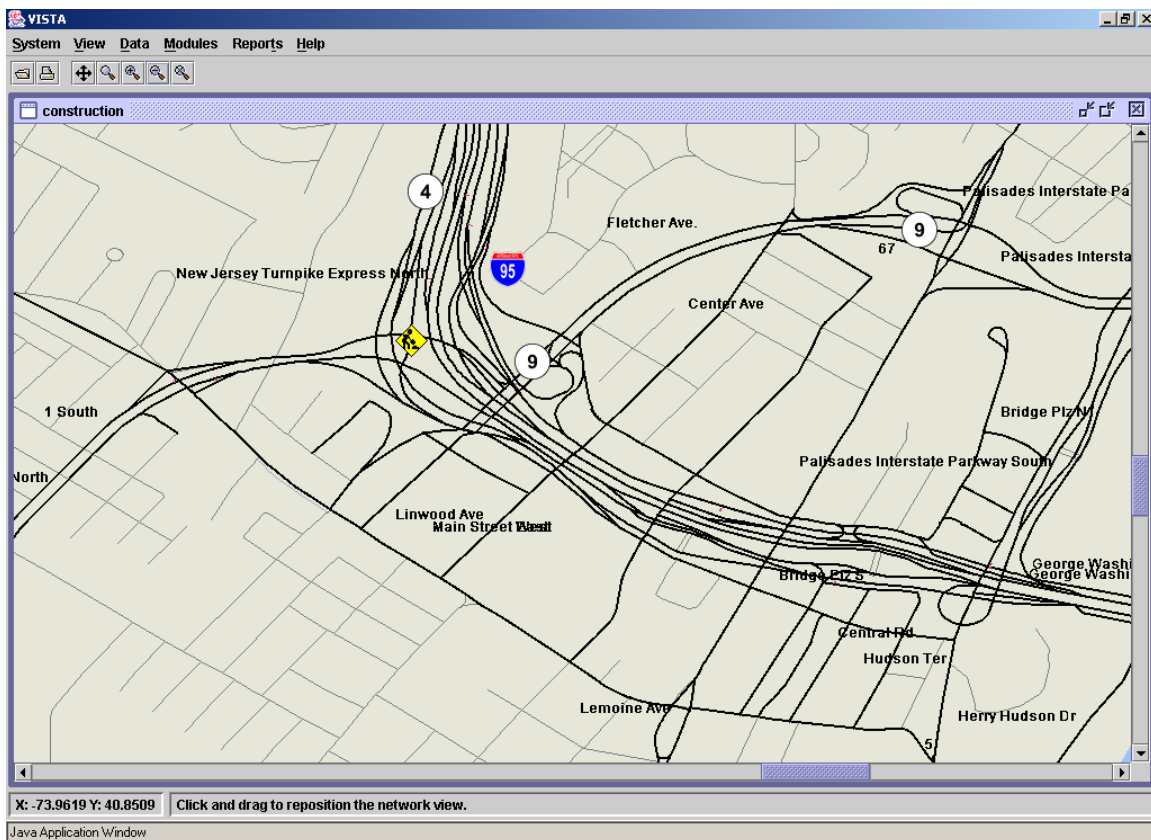 VISTA
System View Data Modules Reports Help
construction
4
Palisades Interstate Pa
Fletcher Ave.
9
67
Palisades Intersta
New Jersey Turnpike Express North
95
Center Ave
9
1 South
Bridge Plz N
North
Palisades Interstate Parkway South
Linwood Ave
Main Street
George Washi
George Washi
Bridge Plz S
Central Rd
Hudson Ter
Lemoine Ave
Herry Hudson Dr
5
X: -73.9619 Y: 40.8509 Click and drag to reposition the network view.
Java Application Window